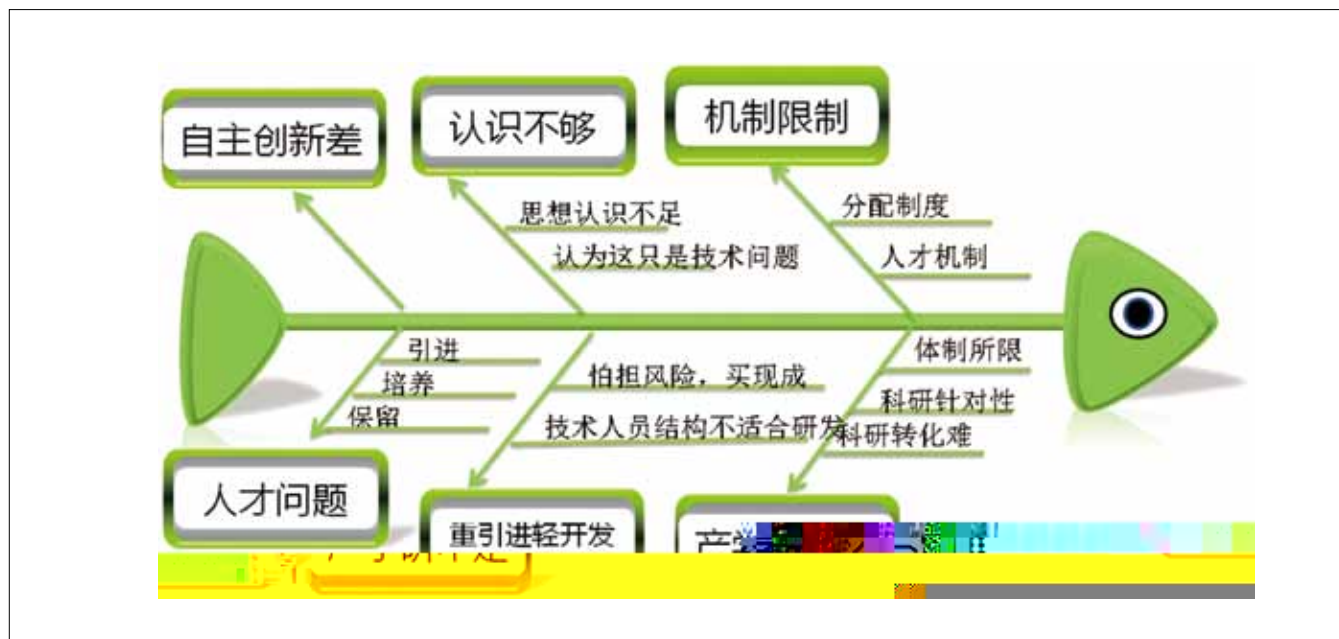 自主创新差
认识不够
机制限制
思想认识不足
认为这只是技术问题
分配制度
人才机制
引进
培养
保留
怕担风险，买现成
技术人员结构不适合研发
体制所限
科研针对性
科研转化难
人才问题
重引进轻开发
产